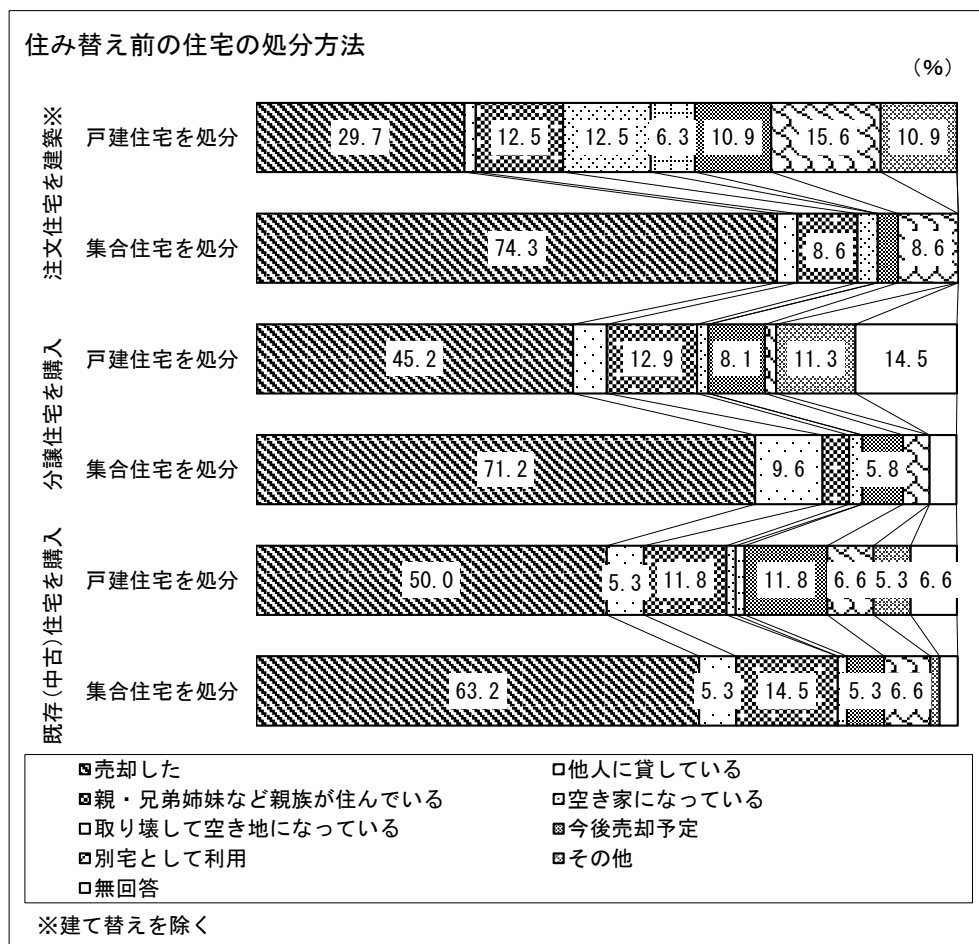 住み替え前の住宅の処分方法
(%)
注文住宅を建築※
戸建住宅を処分
29.7 12.5 12.5 6.3 10.9 15.6 10.9
集合住宅を処分
74.3 8.6 8.6
分譲住宅を購入
戸建住宅を処分
45.2 12.9 8.1 11.3 14.5
集合住宅を処分
71.2 9.6 5.8
既存(中古)住宅を購入
戸建住宅を処分
50.0 5.3 11.8 11.8 6.6 5.3 6.6
集合住宅を処分
63.2 5.3 14.5 5.3 6.6
売却した 他人に貸している
親・兄弟姉妹など親族が住んでいる 空き家になっている
取り壊して空き地になっている 今後売却予定
別宅として利用 その他
無回答
※建て替えを除く